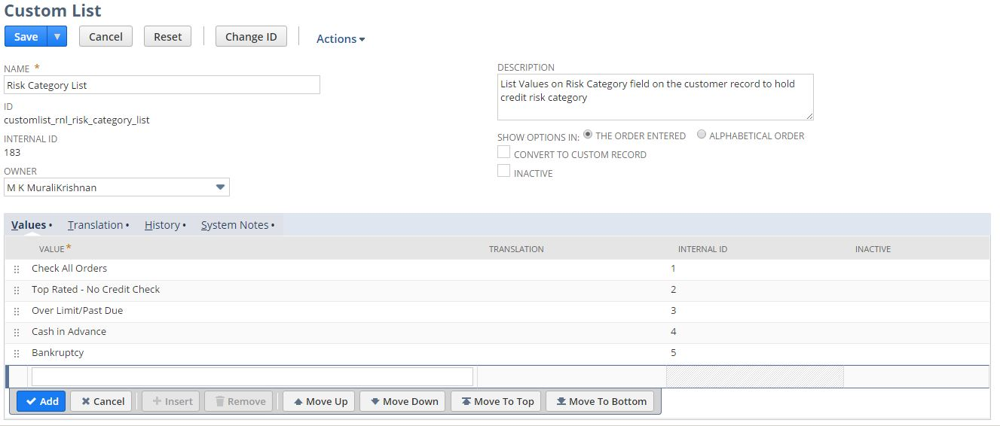 Custom List
Save Cancel Reset Change ID Actions
NAME *
Risk Category List
ID
customlist_rnl_risk_category_list
INTERNAL ID
183
OWNER
M K MuraliKrishnan
DESCRIPTION
List Values on Risk Category field on the customer record to hold
credit risk category
SHOW OPTIONS IN: THE ORDER ENTERED ALPHABETICAL ORDER
CONVERT TO CUSTOM RECORD
INACTIVE
Values • Translation • History • System Notes •
VALUE * TRANSLATION INTERNAL ID INACTIVE
Check All Orders 1
Top Rated - No Credit Check 2
Over Limit/Past Due 3
Cash in Advance 4
Bankruptcy 5
Add Cancel Insert Remove Move Up Move Down Move To Top Move To Bottom